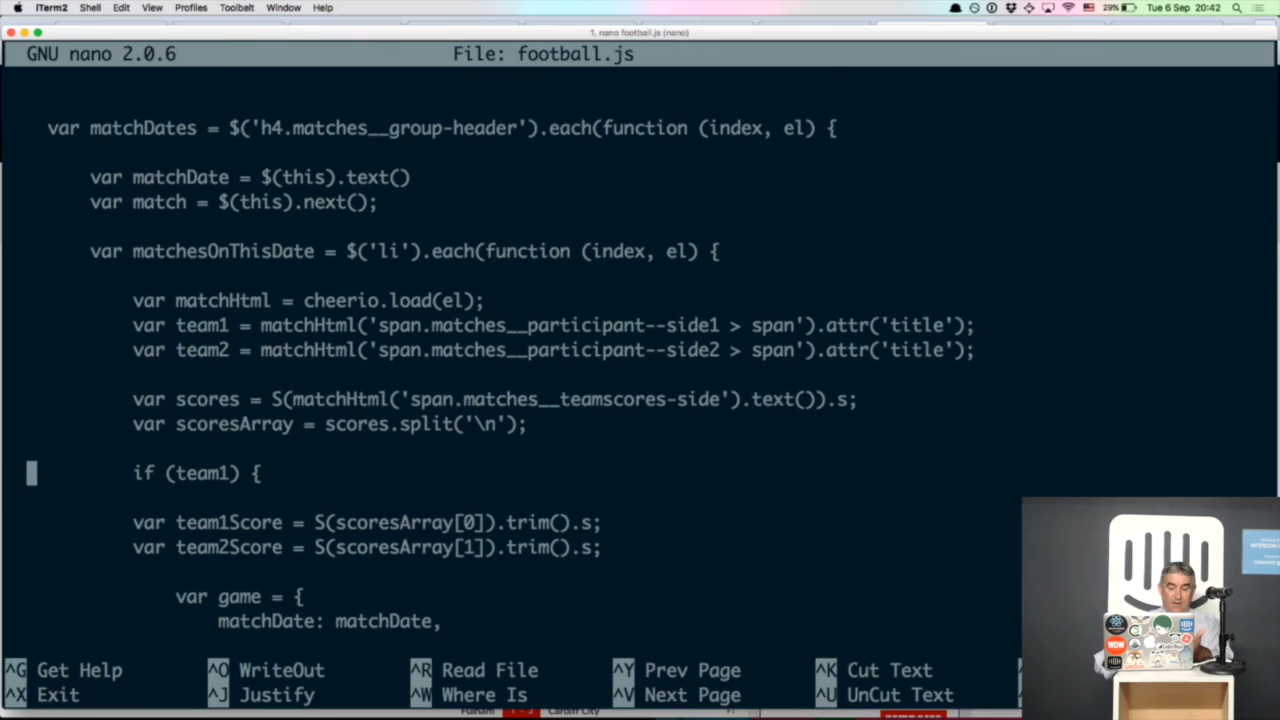 iTerm2 Shell Edit View Profiles Toolbelt Window Help 29% Tue 6 Sep 20:42
1. nano football.js (nano)
GNU nano 2.0.6 File: football.js
var matchDates = $('h4.matches__group-header').each(function (index, el) {
var matchDate = $(this).text()
var match = $(this).next();
var matchesOnThisDate = $('li').each(function (index, el) {
var matchHtml = cheerio.load(el);
var team1 = matchHtml('span.matches__participant--side1 > span').attr('title');
var team2 = matchHtml('span.matches__participant--side2 > span').attr('title');
var scores = S(matchHtml('span.matches__teamscores-side').text()).s;
var scoresArray = scores.split('\n');
if (team1) {
var team1Score = S(scoresArray[0]).trim().s;
var team2Score = S(scoresArray[1]).trim().s;
var game = {
matchDate: matchDate,
INTERCOM
WOW
^G Get Help ^O WriteOut ^R Read File ^Y Prev Page ^K Cut Text
^X Exit ^J Justify ^W Where Is ^V Next Page ^U UnCut Text
Fulham Cardiff City